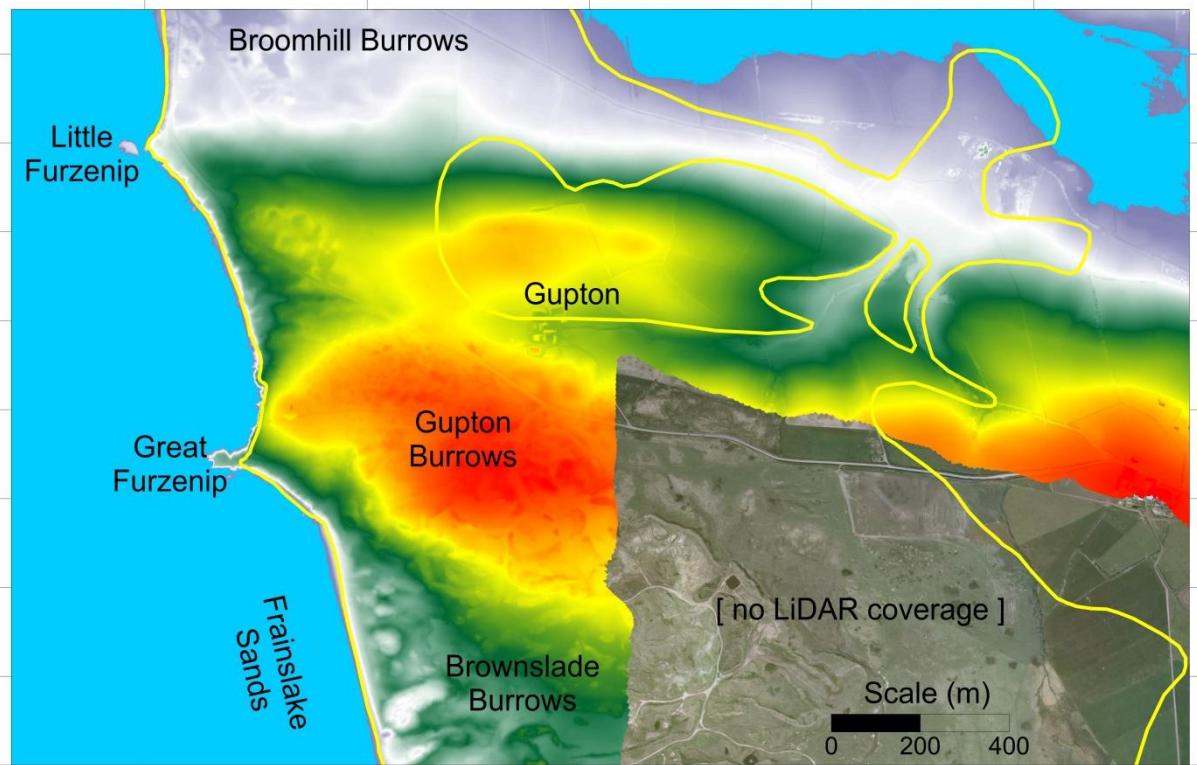 Broomhill Burrows
Little
Furzenip
Gupton
Gupton
Burrows
Great
Furzenip
[ no LiDAR coverage ]
Frainslake
Sands
Brownslade
Burrows
Scale (m)
0 200 400